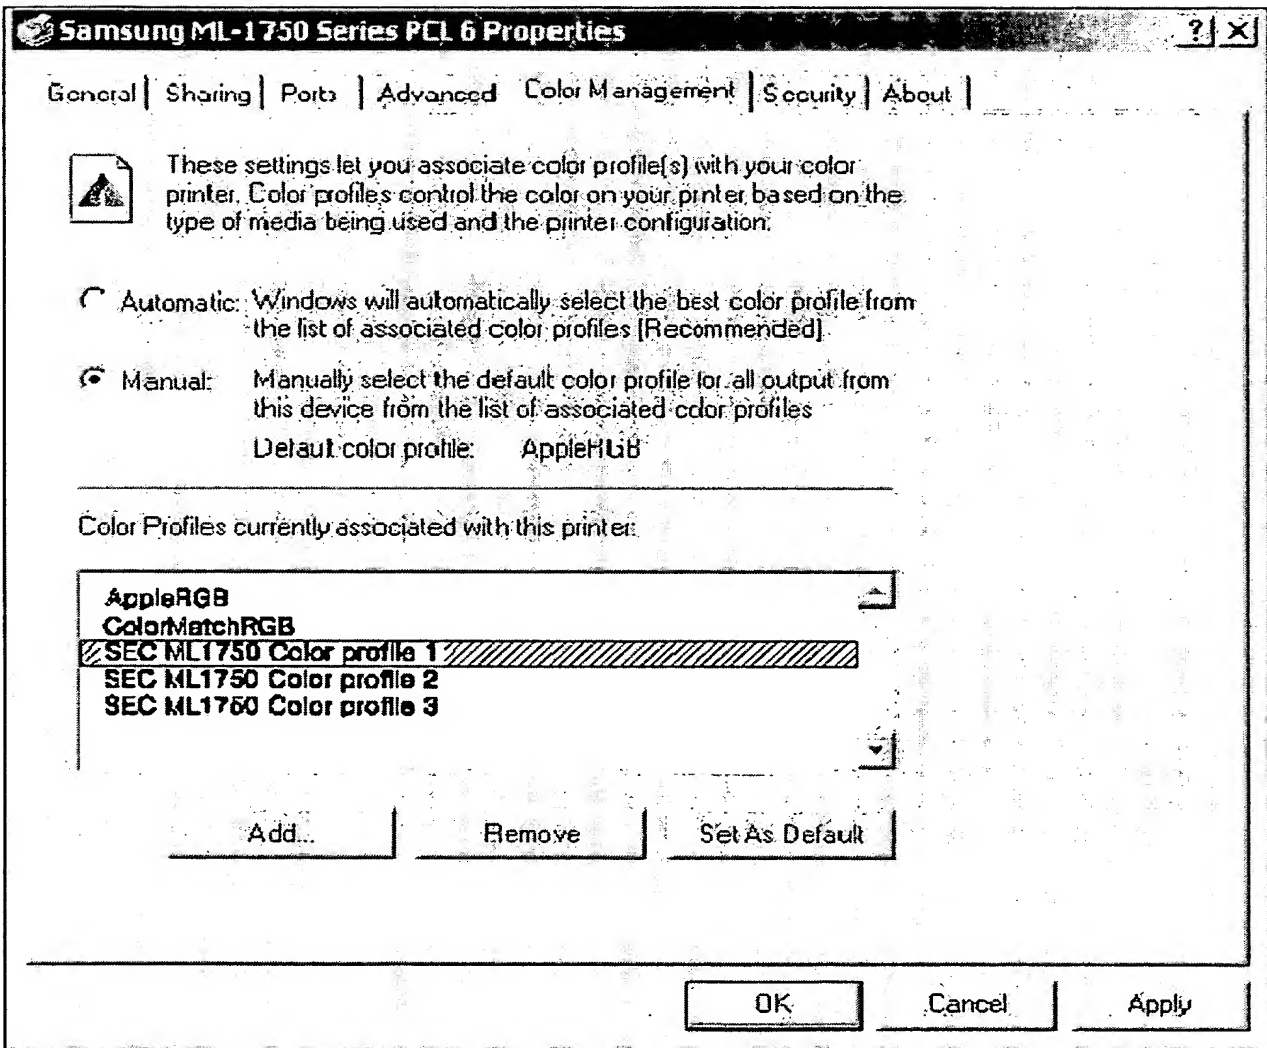 Samsung ML-1750 Series PCL 6 Properties ? X
General Sharing Ports Advanced Color Management Security About
These settings let you associate color profile(s) with your color
printer. Color profiles control the color on your printer based on the
type of media being used and the printer configuration.
Automatic: Windows will automatically select the best color profile from
the list of associated color profiles [Recommended]
Manual: Manually select the default color profile for all output from
this device from the list of associated color profiles
Default color profile: AppleRGB
Color Profiles currently associated with this printer:
AppleRGB
ColorMatchRGB
SEC ML1750 Color profile 1
SEC ML1750 Color profile 2
SEC ML1750 Color profile 3
Add... Remove Set As Default
OK Cancel Apply